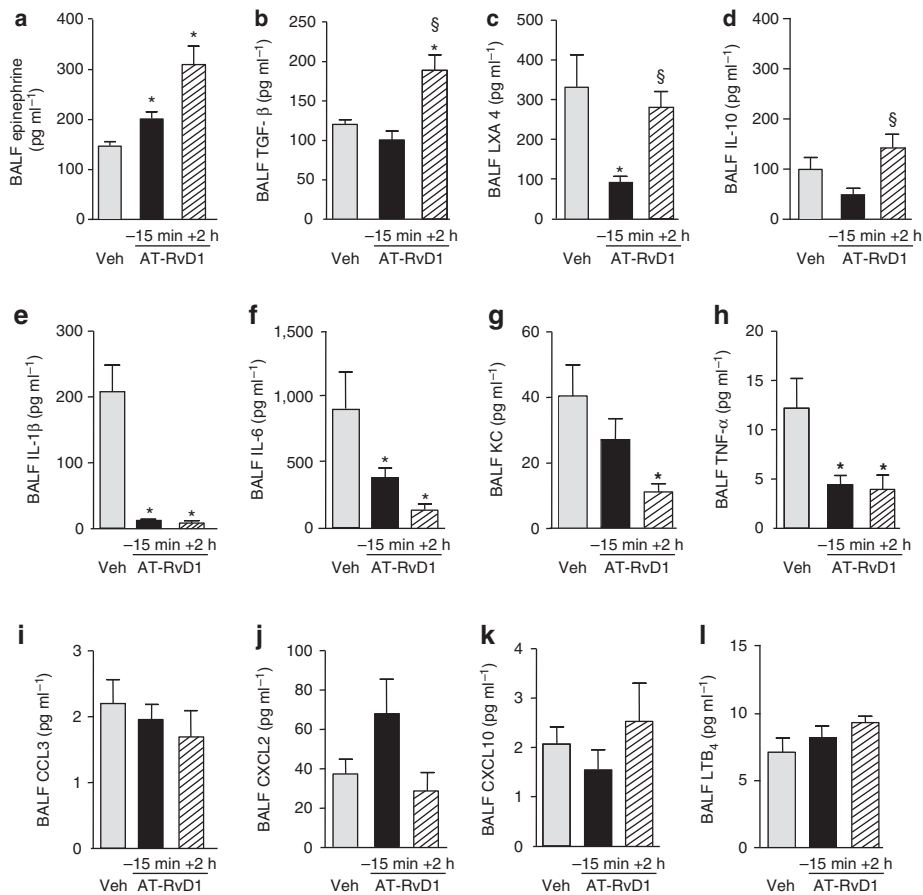 a
BALF epinephrine
(pg ml⁻¹)
400
300
200
100
0
*
*
−15 min +2 h
Veh AT-RvD1
b
BALF TGF- β (pg ml⁻¹)
250
200
150
100
50
0
§
*
−15 min +2 h
Veh AT-RvD1
c
BALF LXA 4 (pg ml⁻¹)
500
400
300
200
100
0
*
§
−15 min +2 h
Veh AT-RvD1
d
BALF IL-10 (pg ml⁻¹)
500
400
300
200
100
0
§
−15 min +2 h
Veh AT-RvD1
e
BALF IL-1β (pg ml⁻¹)
300
200
100
0
*
*
−15 min +2 h
Veh AT-RvD1
f
BALF IL-6 (pg ml⁻¹)
1,500
1,000
500
0
*
*
−15 min +2 h
Veh AT-RvD1
g
BALF KC (pg ml⁻¹)
60
40
20
0
*
−15 min +2 h
Veh AT-RvD1
h
BALF TNF-α (pg ml⁻¹)
20
15
10
5
0
*
*
−15 min +2 h
Veh AT-RvD1
i
BALF CCL3 (pg ml⁻¹)
3
2
1
0
−15 min +2 h
Veh AT-RvD1
j
BALF CXCL2 (pg ml⁻¹)
100
80
60
40
20
0
−15 min +2 h
Veh AT-RvD1
k
BALF CXCL10 (pg ml⁻¹)
4
3
2
1
0
−15 min +2 h
Veh AT-RvD1
l
BALF LTB₄ (pg ml⁻¹)
15
10
5
0
−15 min +2 h
Veh AT-RvD1